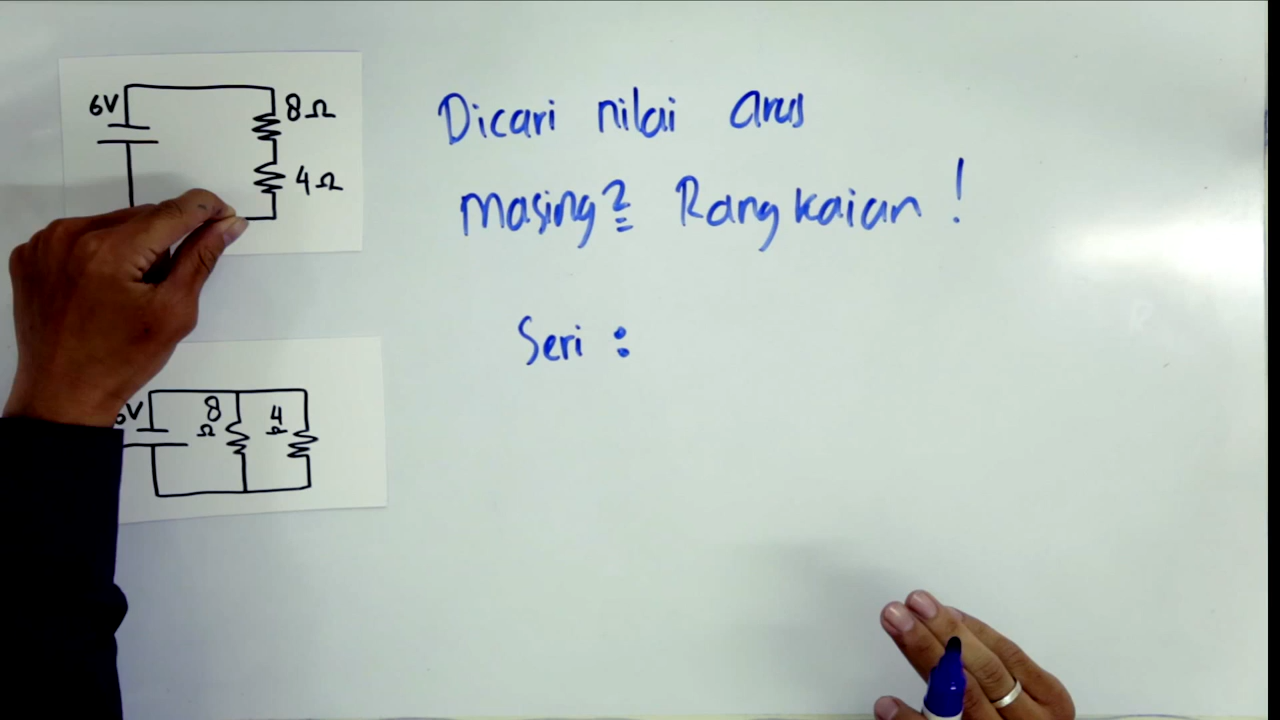 6V
8Ω
4Ω
Dicari nilai arus
masing2 Rangkaian !
Seri :
8
Ω
4
Ω